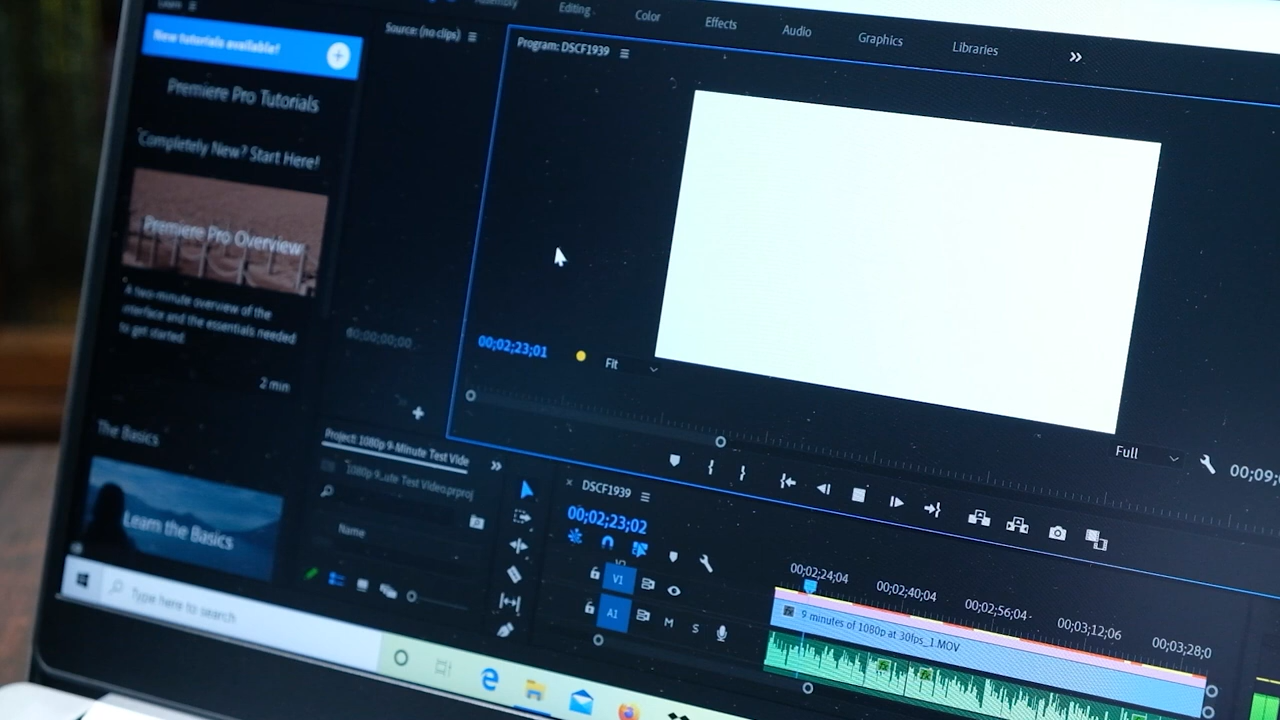 Learn
Assembly
Editing
Color
Effects
Audio
Graphics
Libraries
New tutorials available!
Source: (no clips)
Program: DSCF1939
Premiere Pro Tutorials
Completely New? Start Here!
Premiere Pro Overview
A two-minute overview of the
interface and the essentials needed
to get started.
2 min
The Basics
Learn the Basics
00;00;00;00
00;02;23;01
Fit
Full
00;09;
Project: 1080p 9-Minute Test Vide
1080p 9...ute Test Video.prproj
Name
× DSCF1939
00;02;23;02
00;02;24;04
00;02;40;04
00;02;56;04
00;03;12;06
00;03;28;0
V1
A1
M S
9 minutes of 1080p at 30fps_1.MOV
Type here to search